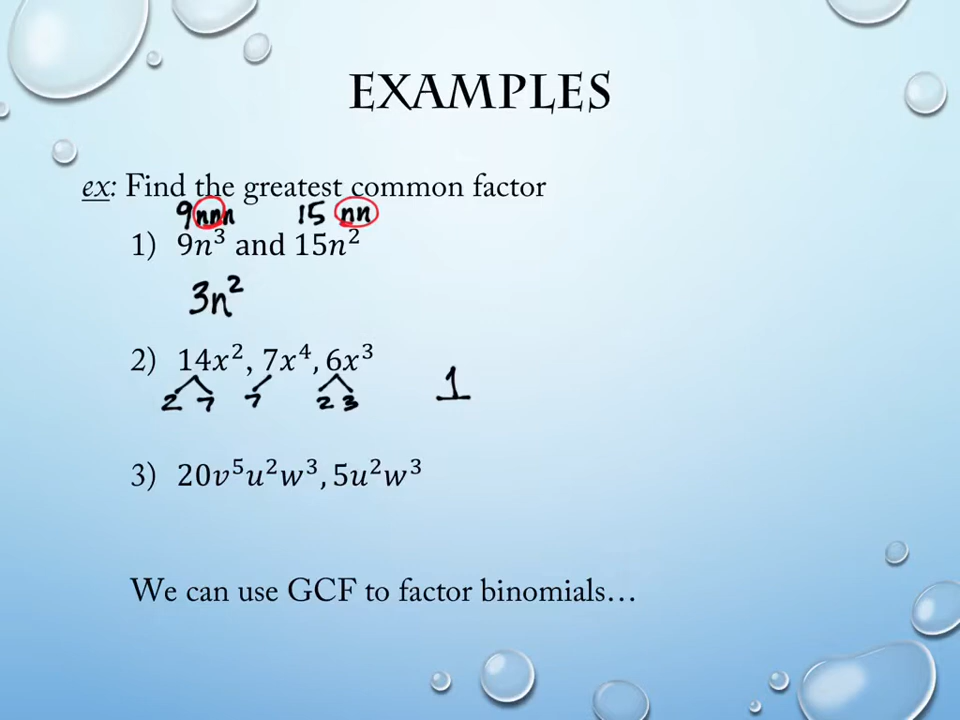 EXAMPLES
ex: Find the greatest common factor
9nnn 15 nn
1) 9n³ and 15n²
3n²
2) 14x², 7x⁴, 6x³
2 7 7 2 3 1
3) 20v⁵u²w³, 5u²w³
We can use GCF to factor binomials…